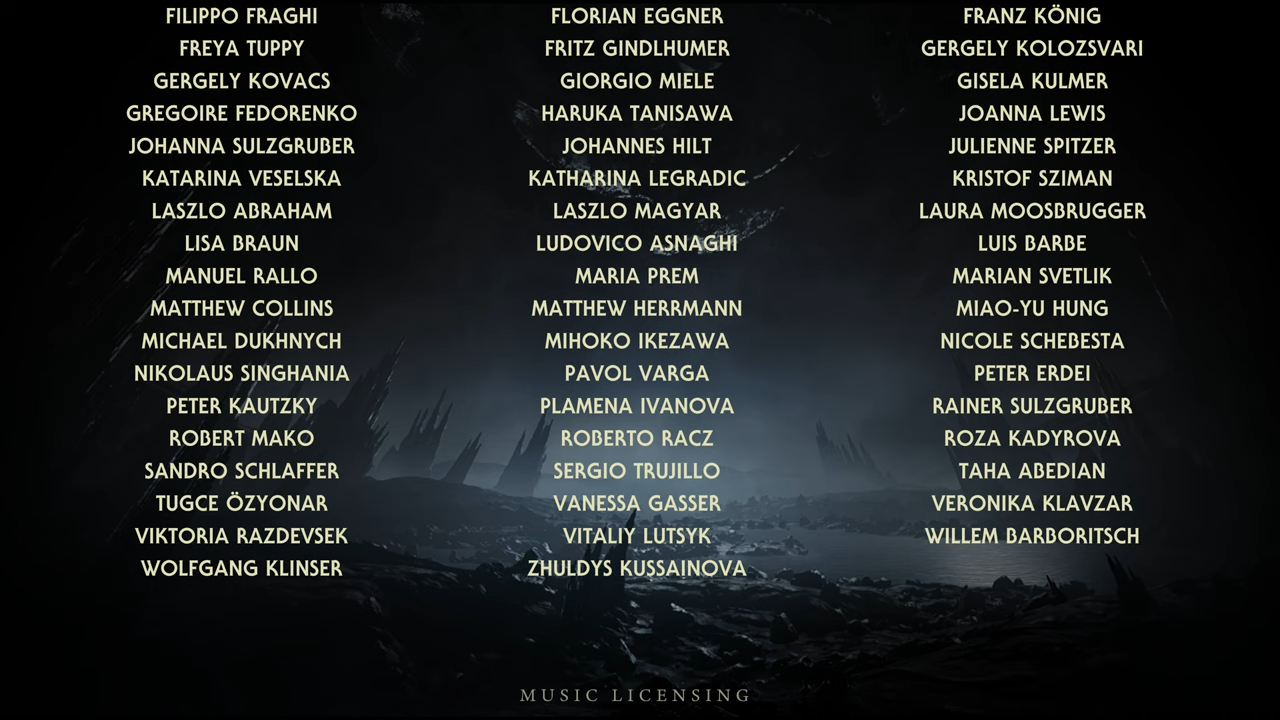 FILIPPO FRAGHI FLORIAN EGGNER FRANZ KÖNIG
FREYA TUPPY FRITZ GINDLHUMER GERGELY KOLOZSVARI
GERGELY KOVACS GIORGIO MIELE GISELA KULMER
GREGOIRE FEDORENKO HARUKA TANISAWA JOANNA LEWIS
JOHANNA SULZGRUBER JOHANNES HILT JULIENNE SPITZER
KATARINA VESELSKA KATHARINA LEGRADIC KRISTOF SZIMAN
LASZLO ABRAHAM LASZLO MAGYAR LAURA MOOSBRUGGER
LISA BRAUN LUDOVICO ASNAGHI LUIS BARBE
MANUEL RALLO MARIA PREM MARIAN SVETLIK
MATTHEW COLLINS MATTHEW HERRMANN MIAO-YU HUNG
MICHAEL DUKHNYCH MIHOKO IKEZAWA NICOLE SCHEBESTA
NIKOLAUS SINGHANIA PAVOL VARGA PETER ERDEI
PETER KAUTZKY PLAMENA IVANOVA RAINER SULZGRUBER
ROBERT MAKO ROBERTO RACZ ROZA KADYROVA
SANDRO SCHLAFFER SERGIO TRUJILLO TAHA ABEDIAN
TUGCE ÖZYONAR VANESSA GASSER VERONIKA KLAVZAR
VIKTORIA RAZDEVSEK VITALIY LUTSYK WILLEM BARBORITSCH
WOLFGANG KLINSER ZHULDYS KUSSAINOVA
MUSIC LICENSING